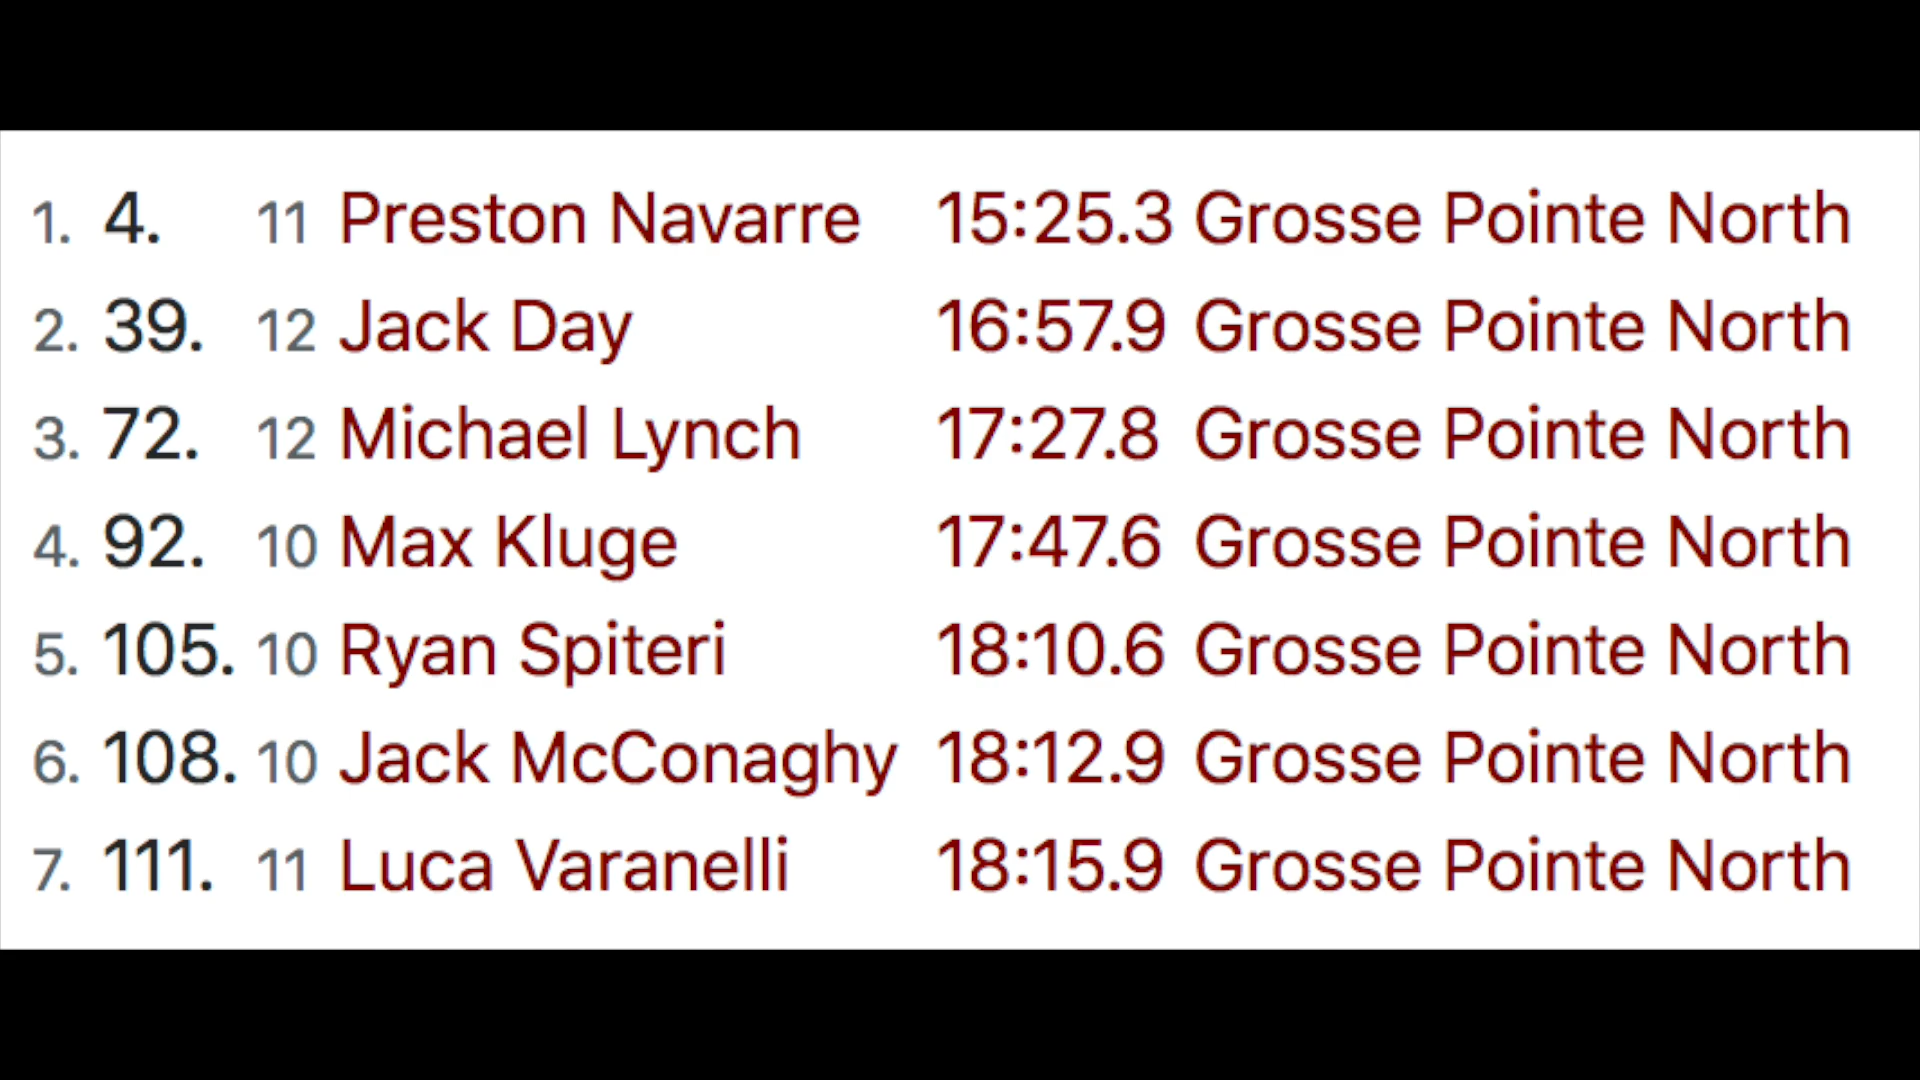 1. 4. 11 Preston Navarre 15:25.3 Grosse Pointe North
2. 39. 12 Jack Day 16:57.9 Grosse Pointe North
3. 72. 12 Michael Lynch 17:27.8 Grosse Pointe North
4. 92. 10 Max Kluge 17:47.6 Grosse Pointe North
5. 105. 10 Ryan Spiteri 18:10.6 Grosse Pointe North
6. 108. 10 Jack McConaghy 18:12.9 Grosse Pointe North
7. 111. 11 Luca Varanelli 18:15.9 Grosse Pointe North